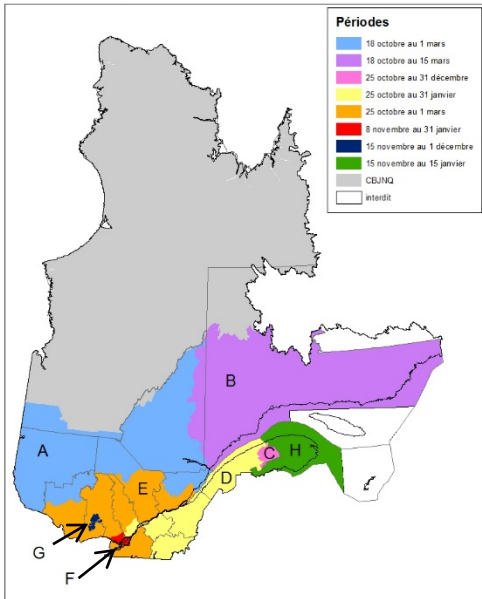 Périodes
18 octobre au 1 mars
18 octobre au 15 mars
25 octobre au 31 décembre
25 octobre au 31 janvier
25 octobre au 1 mars
8 novembre au 31 janvier
15 novembre au 1 décembre
15 novembre au 15 janvier
CBJNQ
interdit
B
A
C
H
E
D
G
F